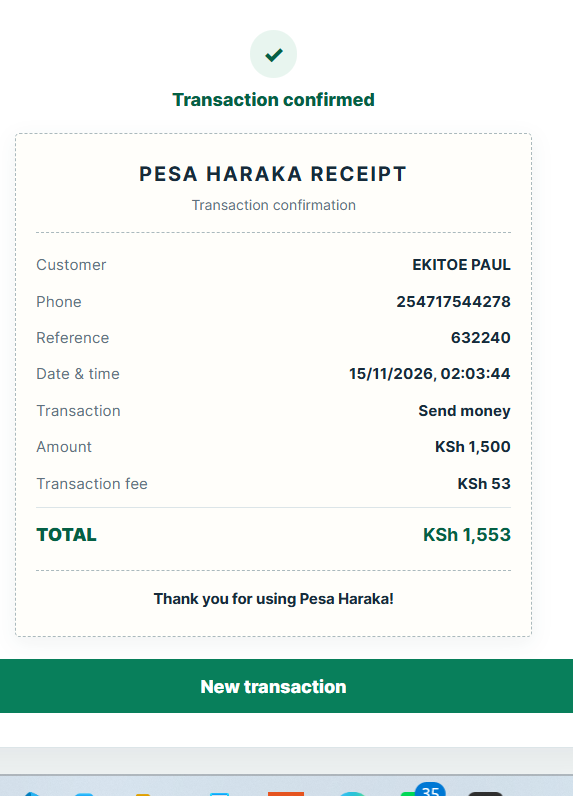 Transaction confirmed
PESA HARAKA RECEIPT
Transaction confirmation
Customer EKITOE PAUL
Phone 254717544278
Reference 632240
Date & time 15/11/2026, 02:03:44
Transaction Send money
Amount KSh 1,500
Transaction fee KSh 53
TOTAL KSh 1,553
Thank you for using Pesa Haraka!
New transaction
35